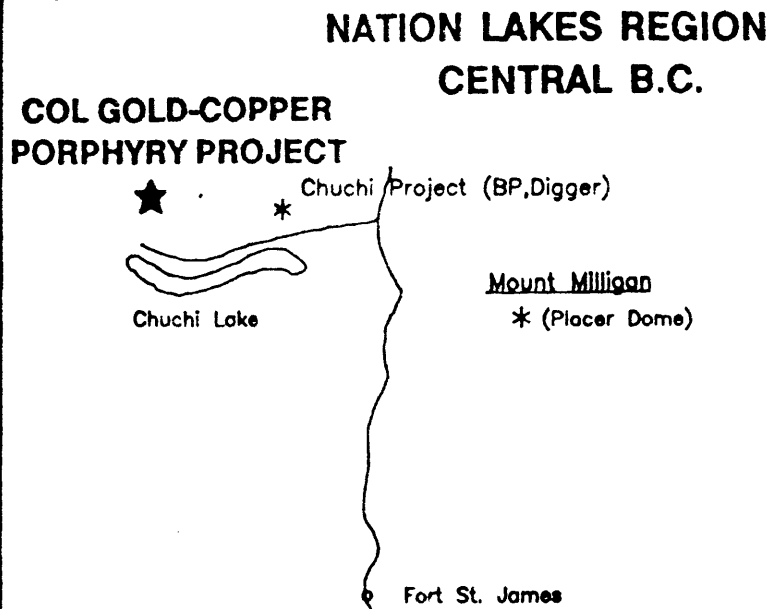 NATION LAKES REGION
CENTRAL B.C.
COL GOLD-COPPER
PORPHYRY PROJECT
Chuchi Project (BP,Digger)
Mount Milligan
(Placer Dome)
Chuchi Lake
Fort St. James